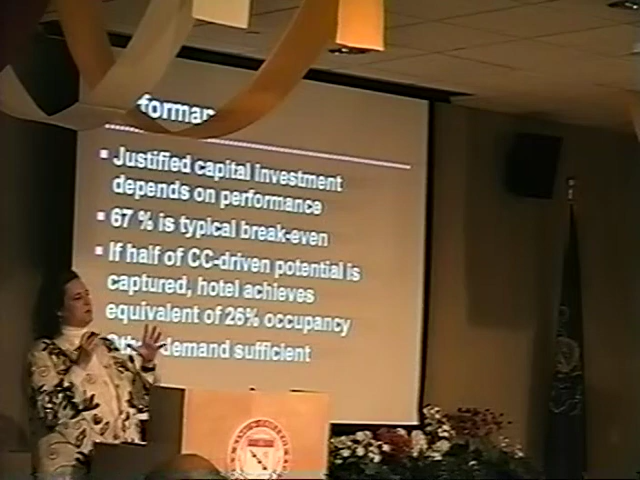 ▪ Justified capital investment
depends on performance
▪ 67 % is typical break-even
▪ If half of CC-driven potential is
captured, hotel achieves
equivalent of 26% occupancy
demand sufficient